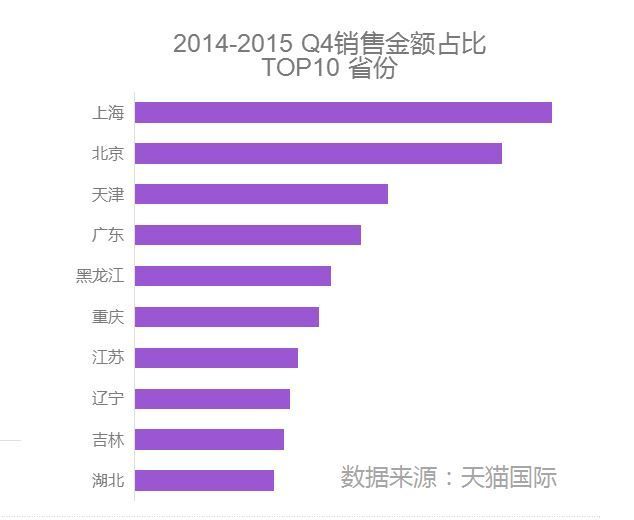 2014-2015 Q4销售金额占比
TOP10 省份
上海
北京
天津
广东
黑龙江
重庆
江苏
辽宁
吉林
湖北
数据来源：天猫国际